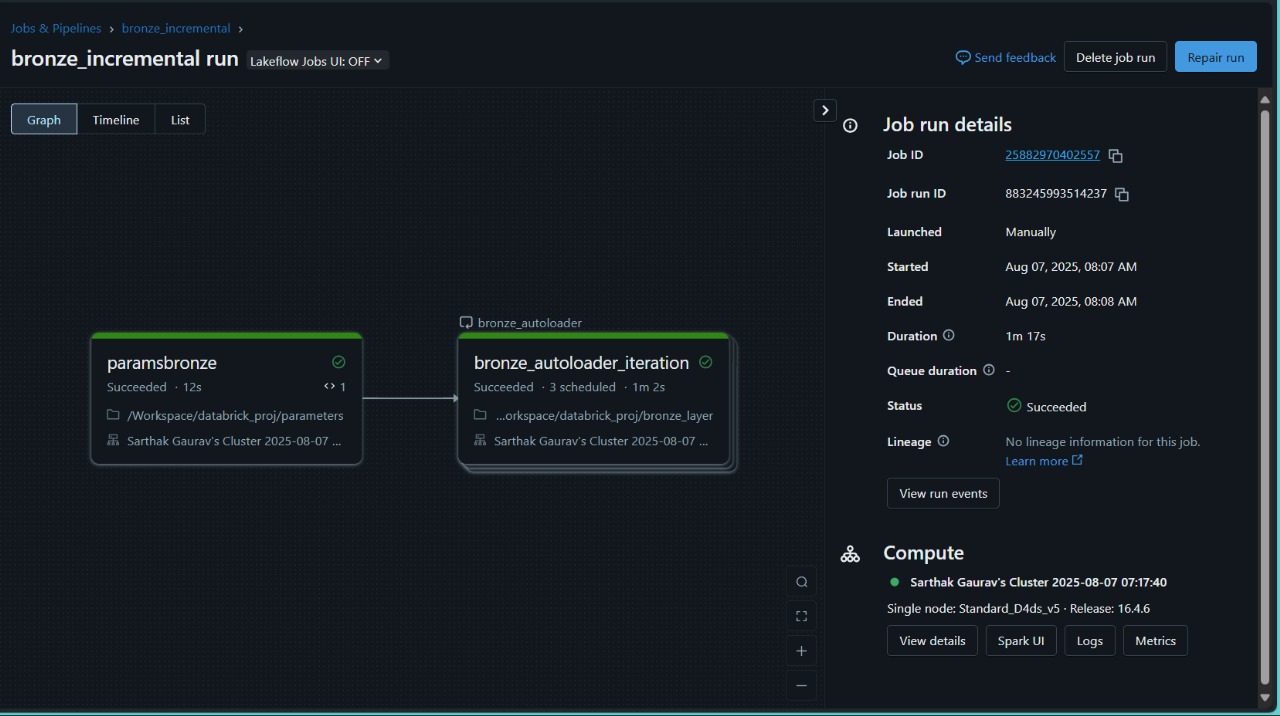 Jobs & Pipelines › bronze_incremental ›
bronze_incremental run Lakeflow Jobs UI: OFF
Send feedback Delete job run Repair run
Graph Timeline List
bronze_autoloader
paramsbronze
Succeeded · 12s 1
/Workspace/databrick_proj/parameters
Sarthak Gaurav's Cluster 2025-08-07 ...
bronze_autoloader_iteration
Succeeded · 3 scheduled · 1m 2s
...orkspace/databrick_proj/bronze_layer
Sarthak Gaurav's Cluster 2025-08-07 ...
Job run details
Job ID 25882970402557
Job run ID 883245993514237
Launched Manually
Started Aug 07, 2025, 08:07 AM
Ended Aug 07, 2025, 08:08 AM
Duration 1m 17s
Queue duration -
Status Succeeded
Lineage No lineage information for this job.
Learn more
View run events
Compute
Sarthak Gaurav's Cluster 2025-08-07 07:17:40
Single node: Standard_D4ds_v5 · Release: 16.4.6
View details Spark UI Logs Metrics